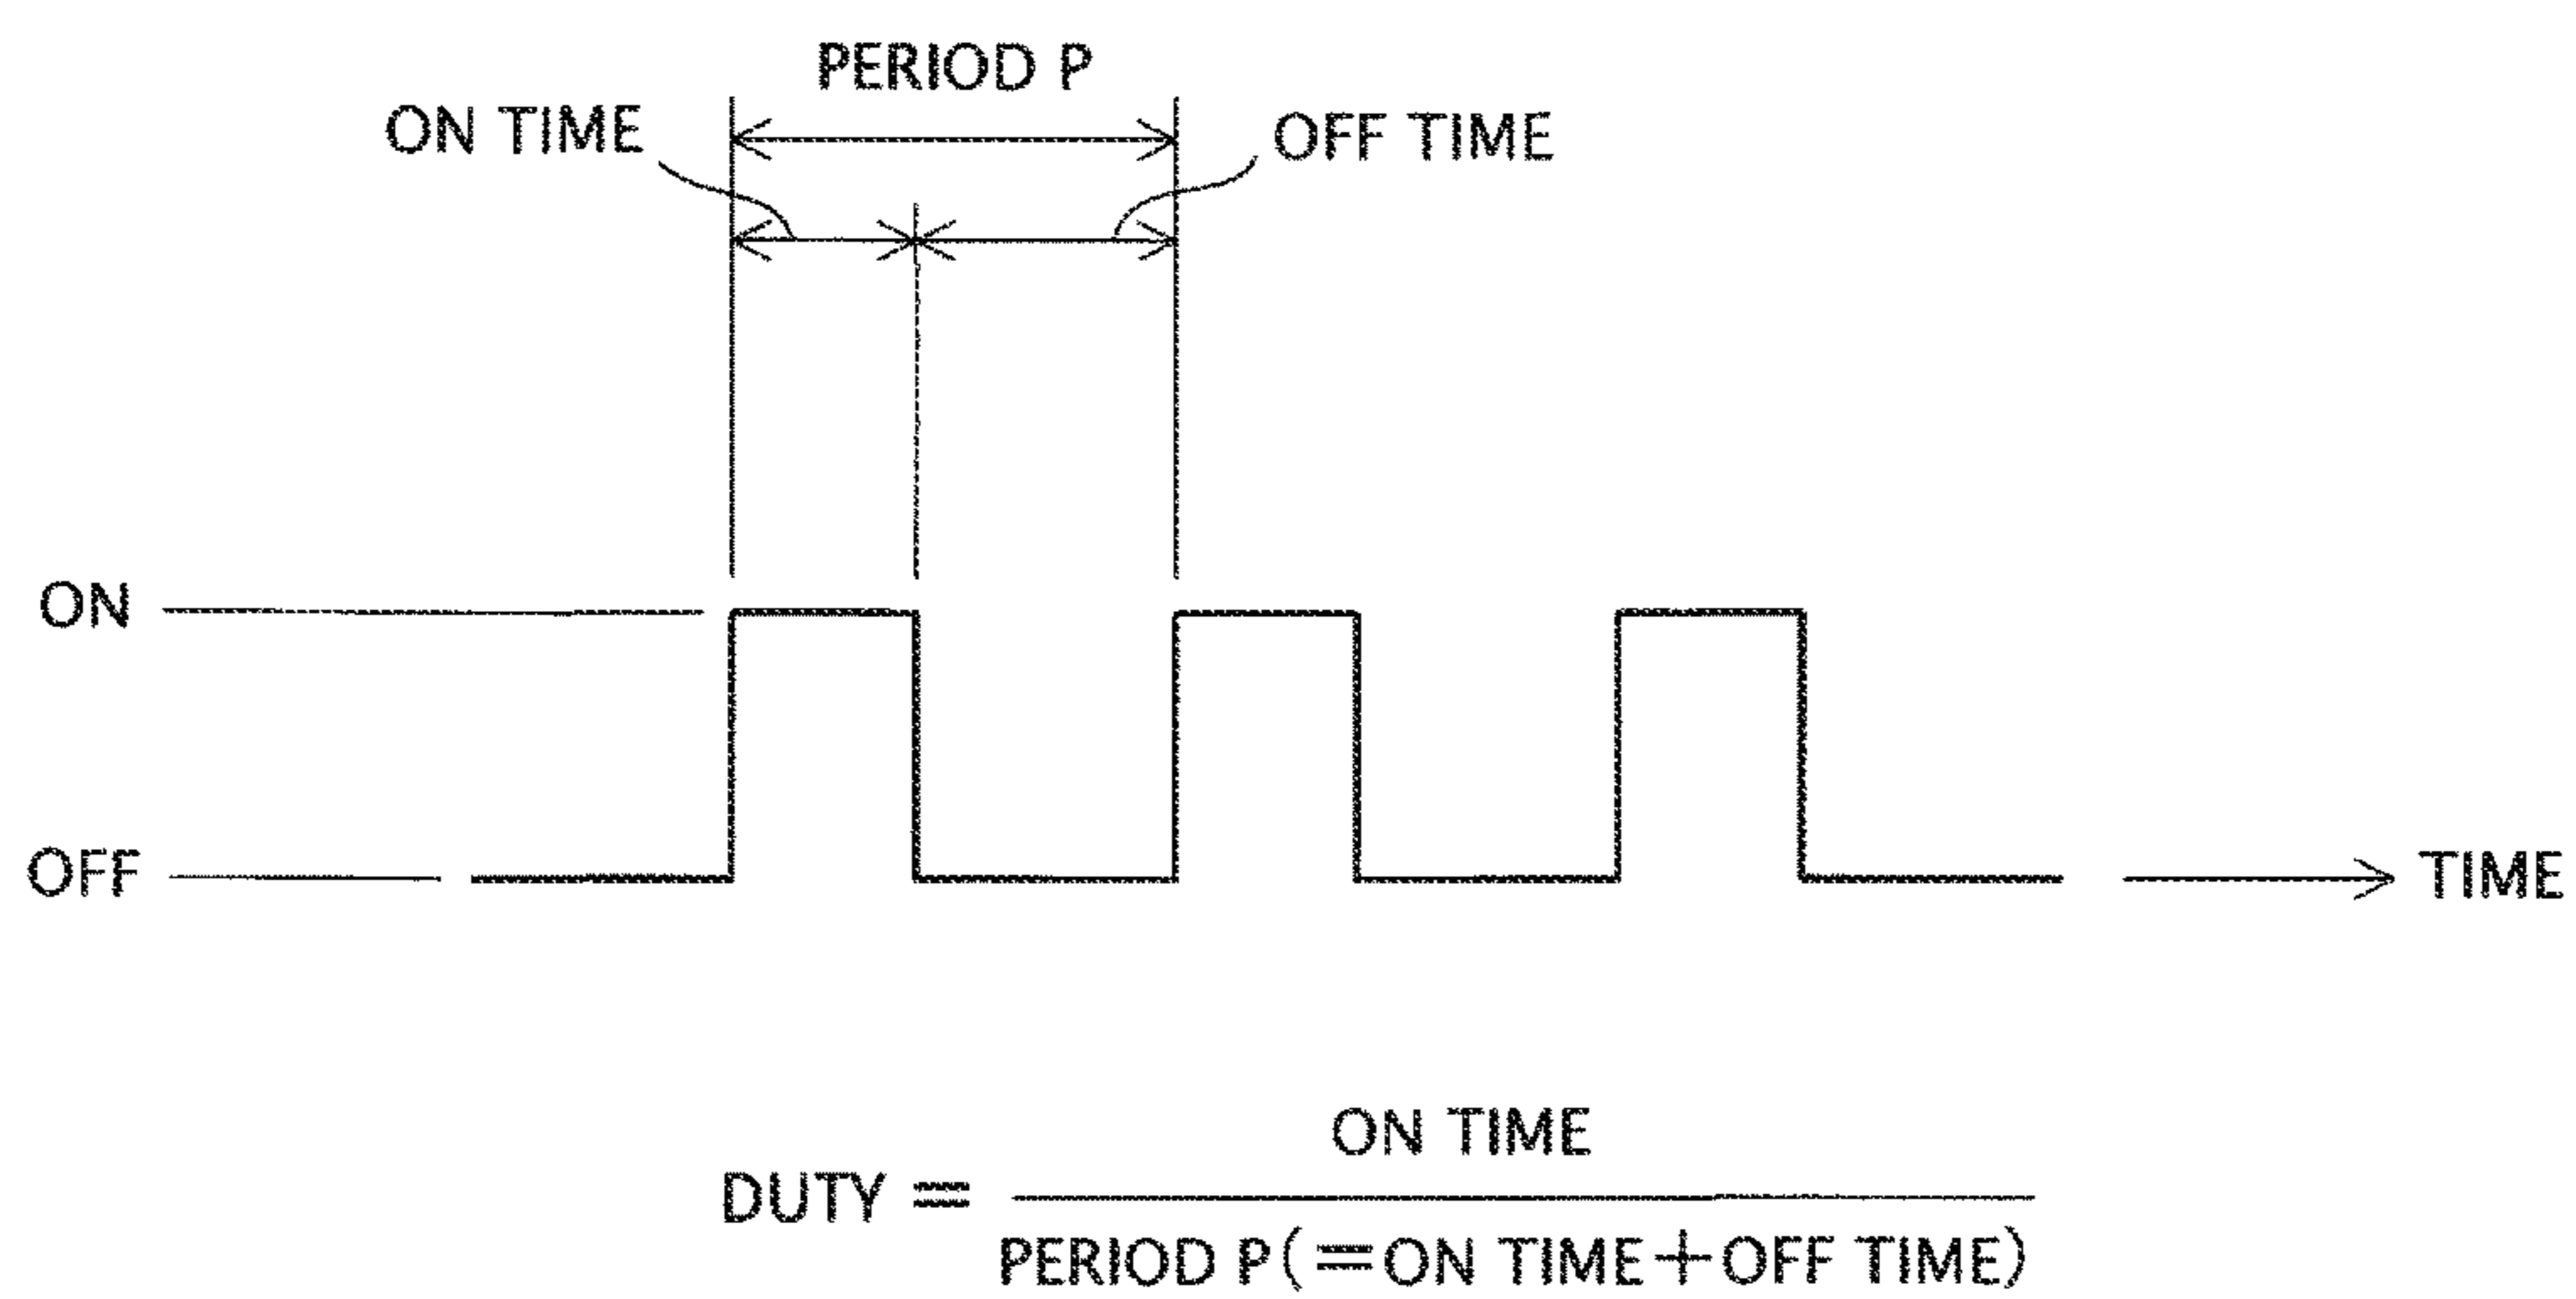 PERIOD P
ON TIME
OFF TIME
ON
OFF
TIME
ON TIME
DUTY =
PERIOD P(=ON TIME+OFF TIME)